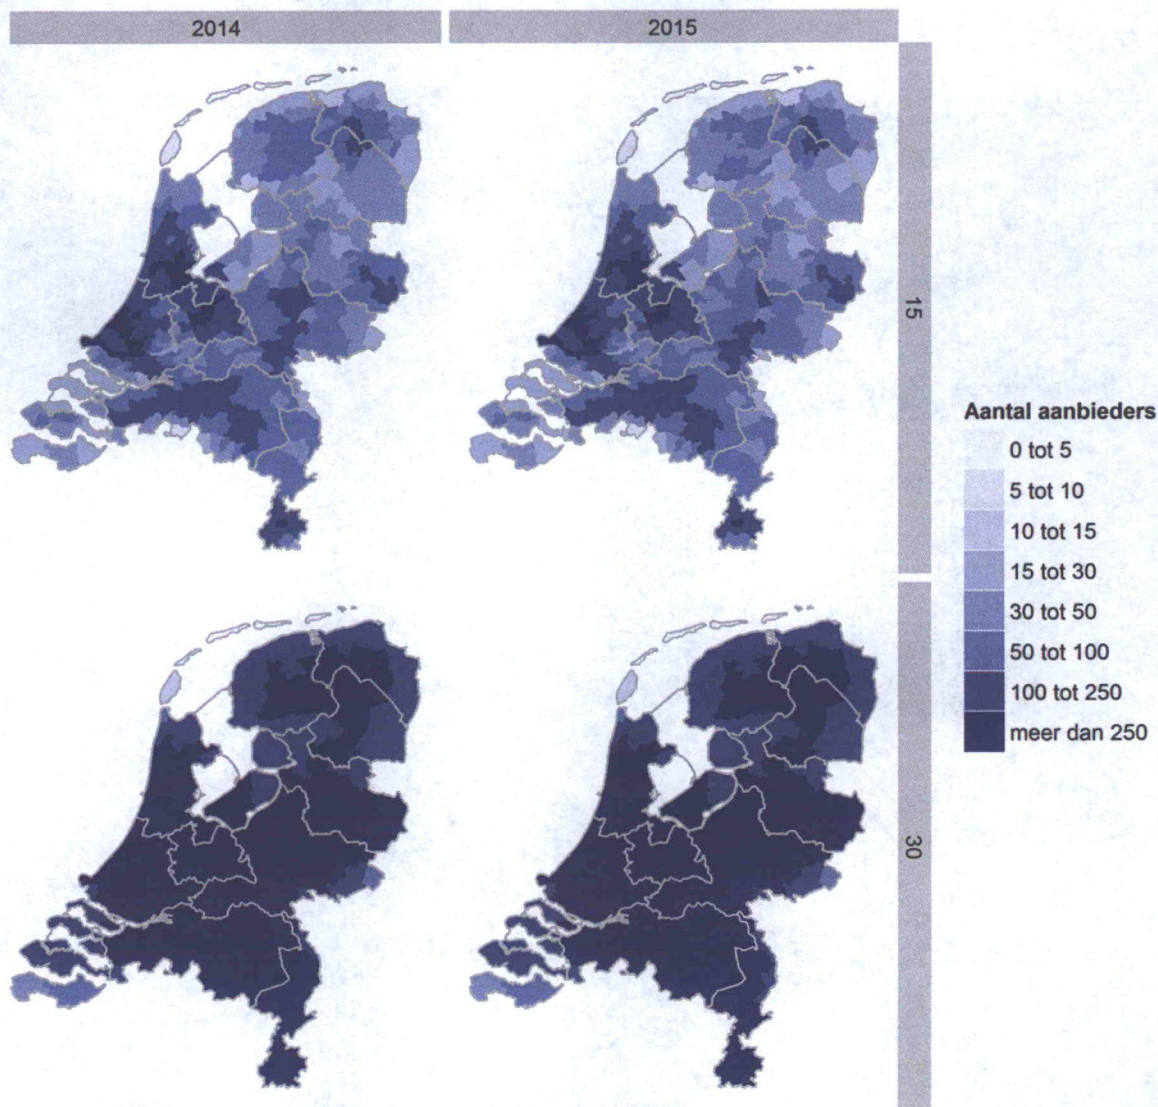 2014
2015
15
Aantal aanbieders
0 tot 5
5 tot 10
10 tot 15
15 tot 30
30 tot 50
50 tot 100
100 tot 250
meer dan 250
30